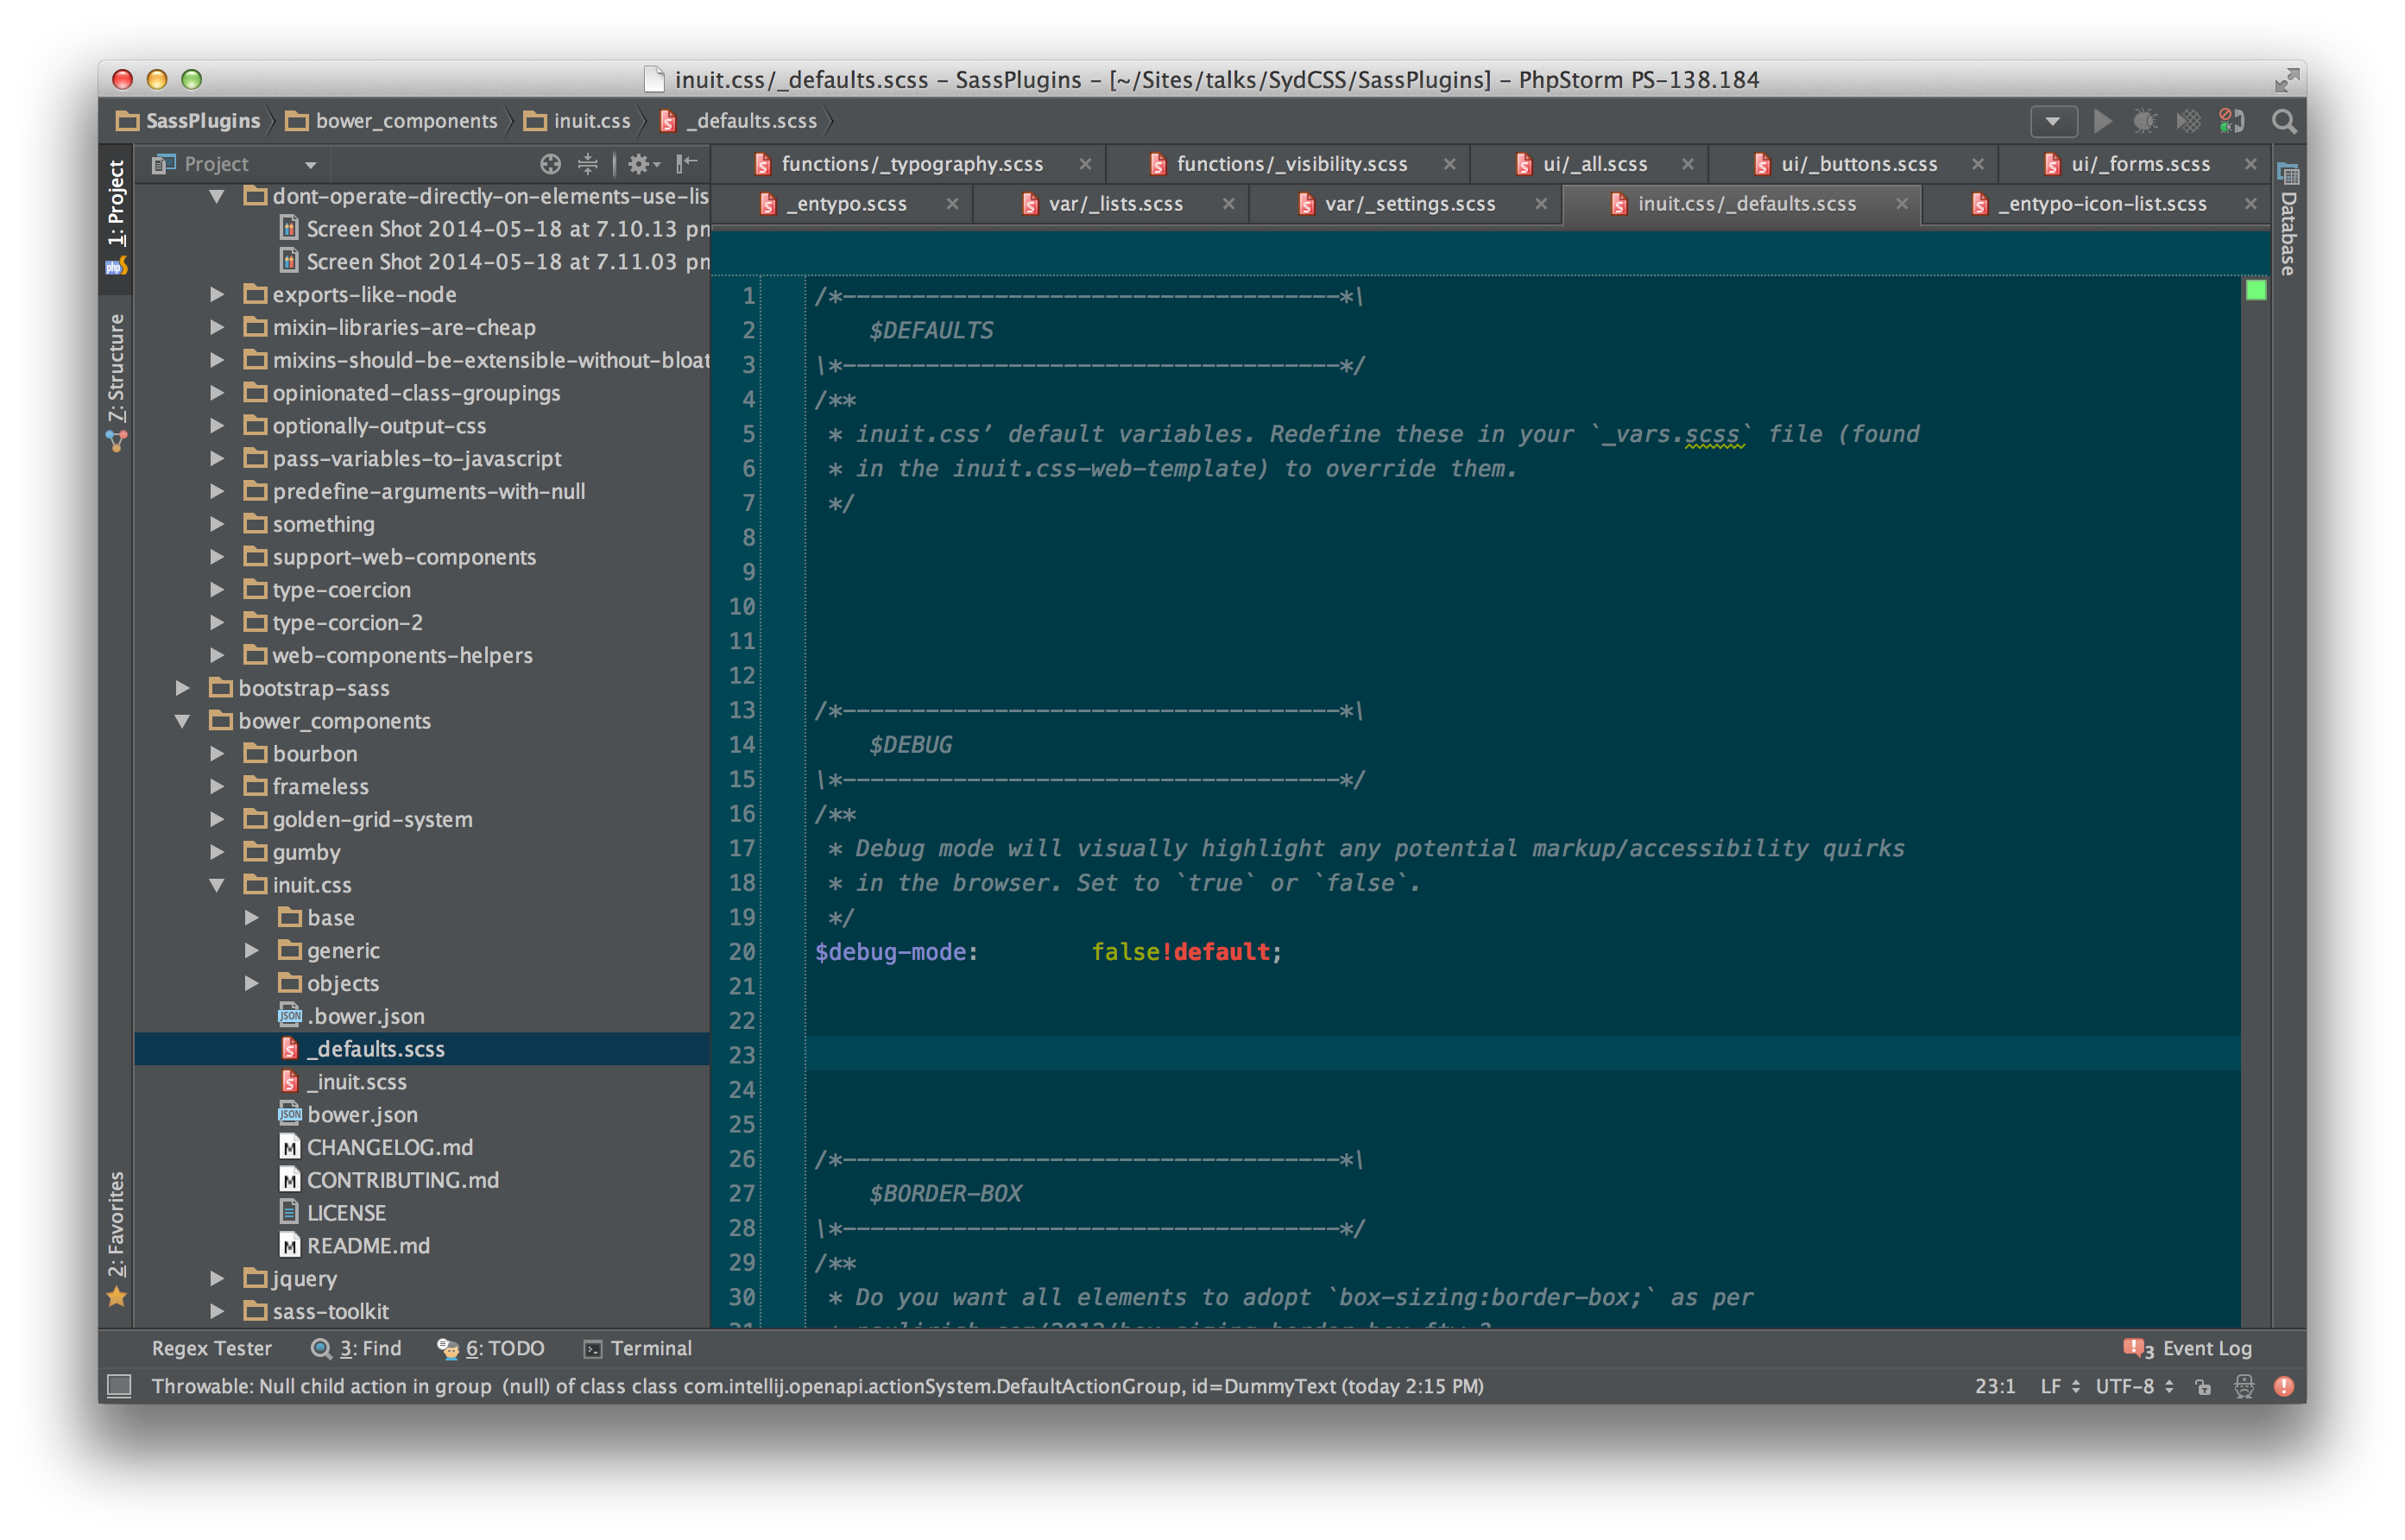 inuit.css/_defaults.scss – SassPlugins – [~/Sites/talks/SydCSS/SassPlugins] – PhpStorm PS-138.184
SassPlugins bower_components inuit.css _defaults.scss
1: Project
Z: Structure
2: Favorites
Project
dont-operate-directly-on-elements-use-lis
Screen Shot 2014-05-18 at 7.10.13 pm
Screen Shot 2014-05-18 at 7.11.03 pm
exports-like-node
mixin-libraries-are-cheap
mixins-should-be-extensible-without-bloat
opinionated-class-groupings
optionally-output-css
pass-variables-to-javascript
predefine-arguments-with-null
something
support-web-components
type-coercion
type-corcion-2
web-components-helpers
bootstrap-sass
bower_components
bourbon
frameless
golden-grid-system
gumby
inuit.css
base
generic
objects
.bower.json
_defaults.scss
_inuit.scss
bower.json
CHANGELOG.md
CONTRIBUTING.md
LICENSE
README.md
jquery
sass-toolkit
functions/_typography.scss functions/_visibility.scss ui/_all.scss ui/_buttons.scss ui/_forms.scss
_entypo.scss var/_lists.scss var/_settings.scss inuit.css/_defaults.scss _entypo-icon-list.scss
Database
1 /*------------------------------------*\
2     $DEFAULTS
3 \*------------------------------------*/
4 /**
5  * inuit.css’ default variables. Redefine these in your `_vars.scss` file (found
6  * in the inuit.css-web-template) to override them.
7  */
8
9
10
11
12
13 /*------------------------------------*\
14     $DEBUG
15 \*------------------------------------*/
16 /**
17  * Debug mode will visually highlight any potential markup/accessibility quirks
18  * in the browser. Set to `true` or `false`.
19  */
20 $debug-mode:        false!default;
21
22
23
24
25
26 /*------------------------------------*\
27     $BORDER-BOX
28 \*------------------------------------*/
29 /**
30  * Do you want all elements to adopt `box-sizing:border-box;` as per
31  * paulirish.com/2012/box-sizing-border-box-ftw ?
Regex Tester 3: Find 6: TODO Terminal 3 Event Log
Throwable: Null child action in group (null) of class class com.intellij.openapi.actionSystem.DefaultActionGroup, id=DummyText (today 2:15 PM) 23:1 LF UTF-8